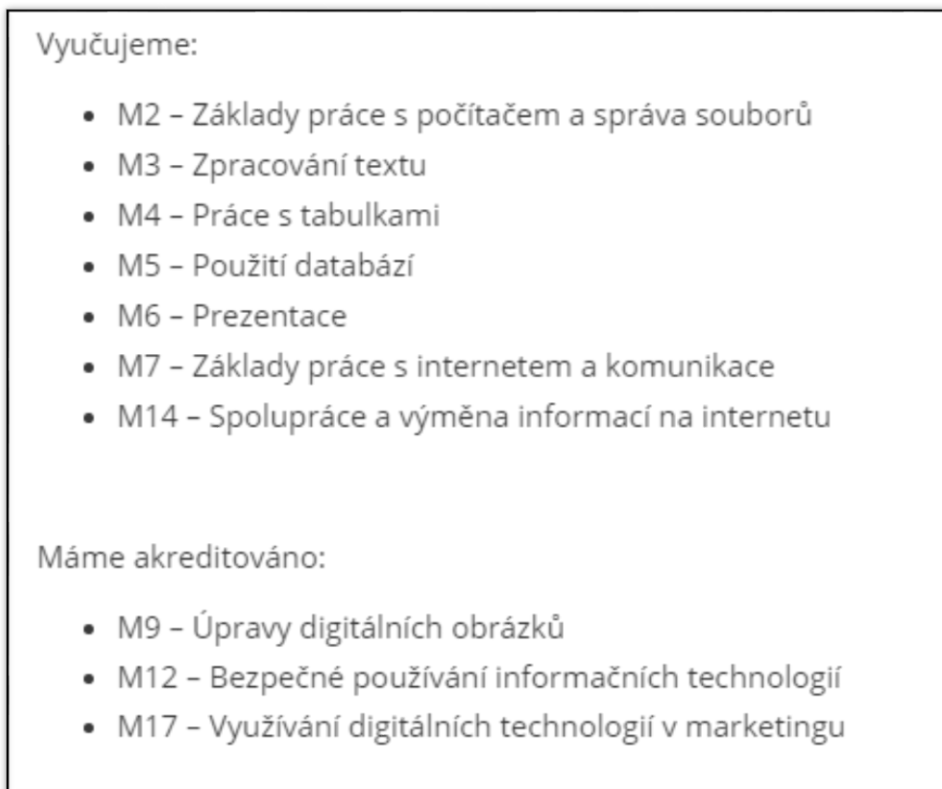 Vyučujeme:
• M2 – Základy práce s počítačem a správa souborů
• M3 – Zpracování textu
• M4 – Práce s tabulkami
• M5 – Použití databází
• M6 – Prezentace
• M7 – Základy práce s internetem a komunikace
• M14 – Spolupráce a výměna informací na internetu
Máme akreditováno:
• M9 – Úpravy digitálních obrázků
• M12 – Bezpečné používání informačních technologií
• M17 – Využívání digitálních technologií v marketingu